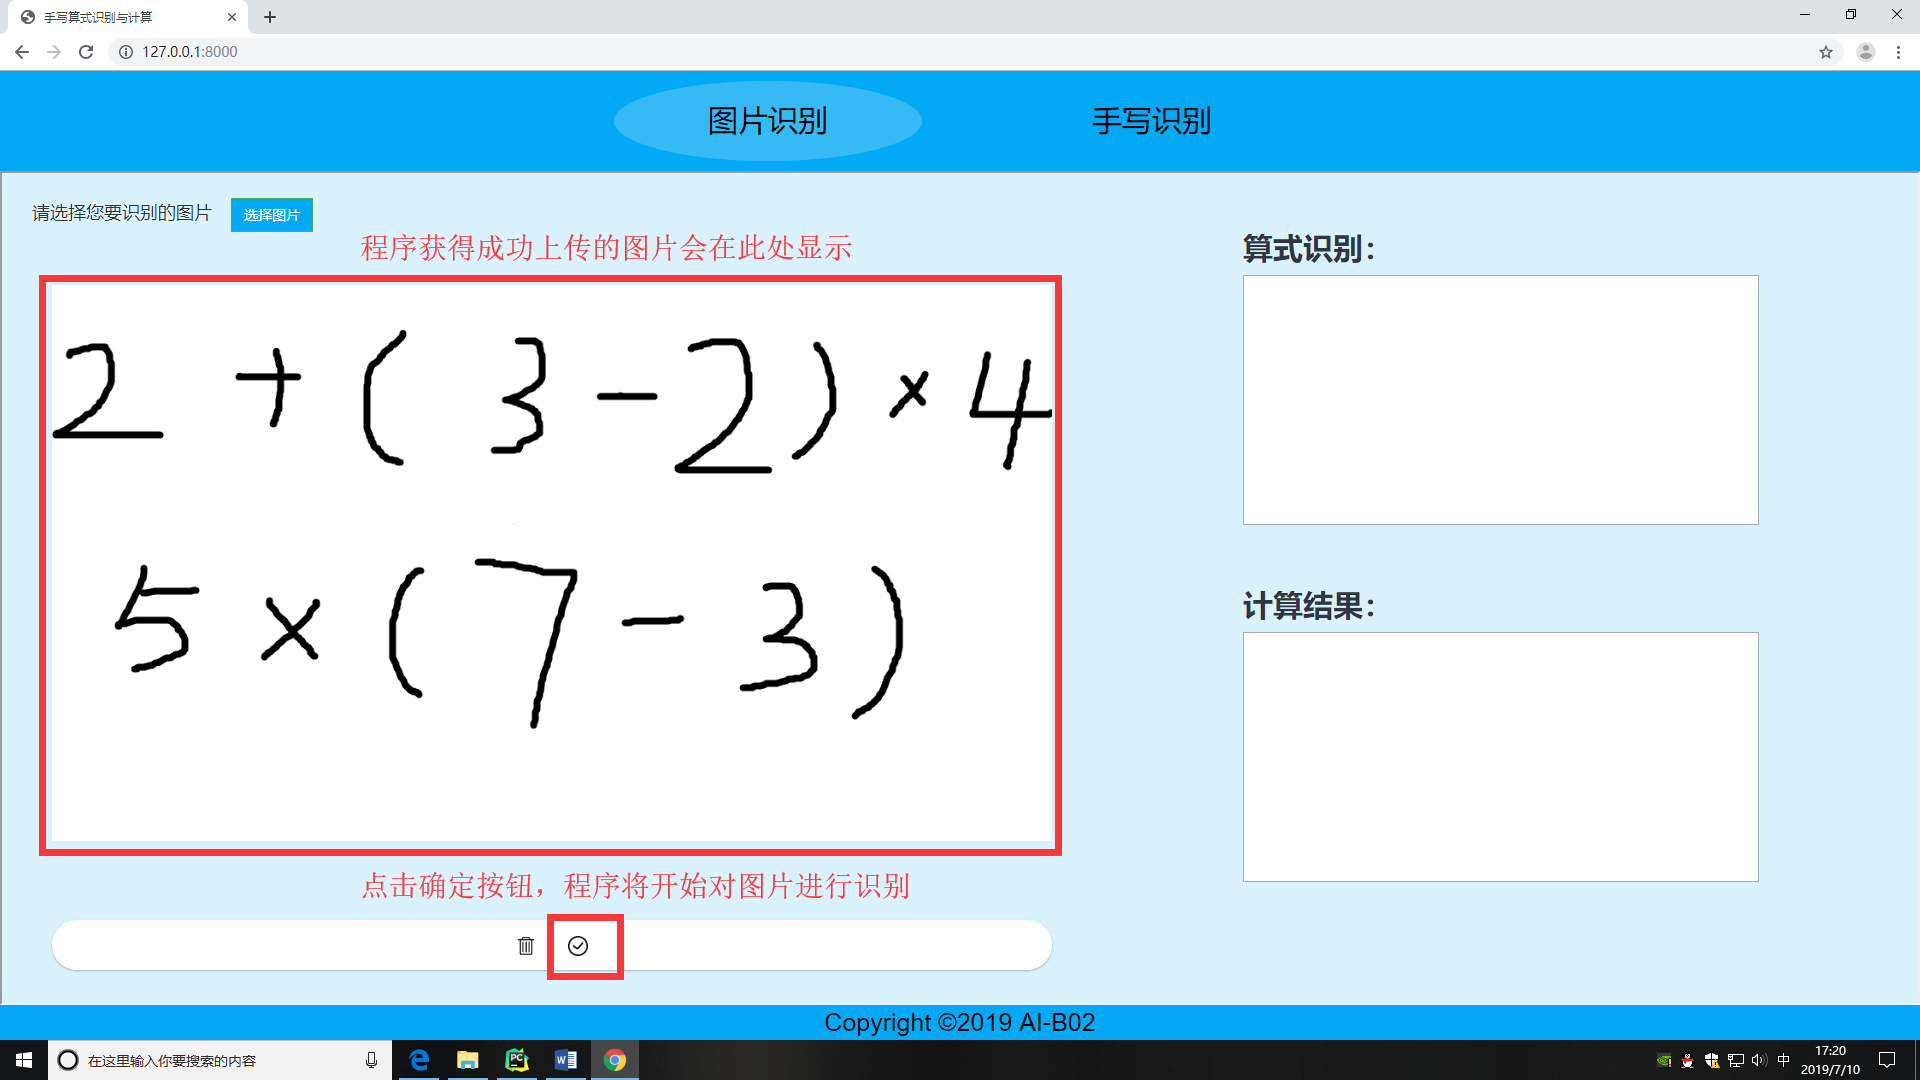 手写算式识别与计算
127.0.0.1:8000
图片识别
手写识别
请选择您要识别的图片 选择图片
程序获得成功上传的图片会在此处显示
2 + ( 3 - 2 ) × 4
5 × ( 7 - 3 )
点击确定按钮，程序将开始对图片进行识别
算式识别：
计算结果：
Copyright ©2019 AI-B02
在这里输入你要搜索的内容
中
17:20
2019/7/10